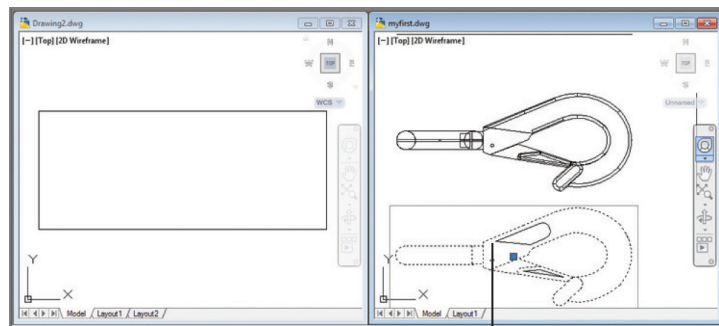 Drawing2.dwg
[−] [Top] [2D Wireframe]
N
W TOP E
S
WCS
Y
X
Model / Layout1 / Layout2 /
myfirst.dwg
[−] [Top] [2D Wireframe]
N
W TOP E
S
Unnamed
Y
X
Model / Layout1 /